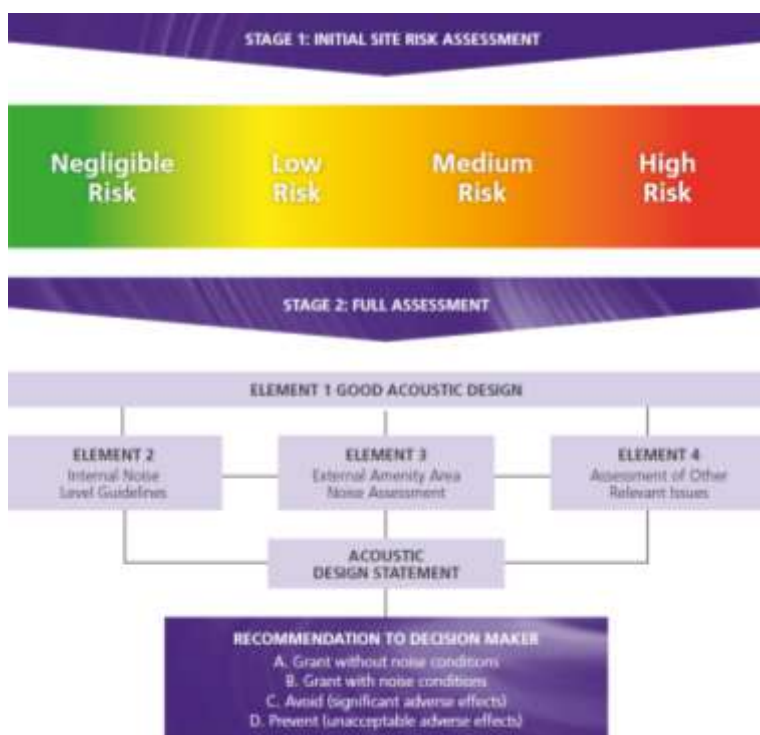 STAGE 1: INITIAL SITE RISK ASSESSMENT
Negligible Risk
Low Risk
Medium Risk
High Risk
STAGE 2: FULL ASSESSMENT
ELEMENT 1 GOOD ACOUSTIC DESIGN
ELEMENT 2
Internal Noise
Level Guidelines
ELEMENT 3
External Amenity Area
Noise Assessment
ELEMENT 4
Assessment of Other
Relevant Issues
ACOUSTIC
DESIGN STATEMENT
RECOMMENDATION TO DECISION MAKER
A. Grant without noise conditions
B. Grant with noise conditions
C. Avoid (significant adverse effects)
D. Prevent (unacceptable adverse effects)